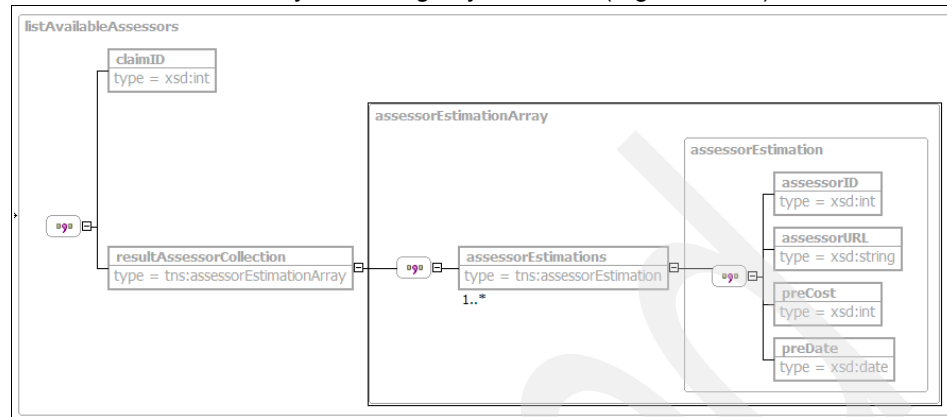 listAvailableAssessors
claimID
type = xsd:int
assessorEstimationArray
assessorEstimation
assessorID
type = xsd:int
assessorURL
type = xsd:string
resultAssessorCollection
type = tns:assessorEstimationArray
assessorEstimations
type = tns:assessorEstimation
1..*
preCost
type = xsd:int
preDate
type = xsd:date